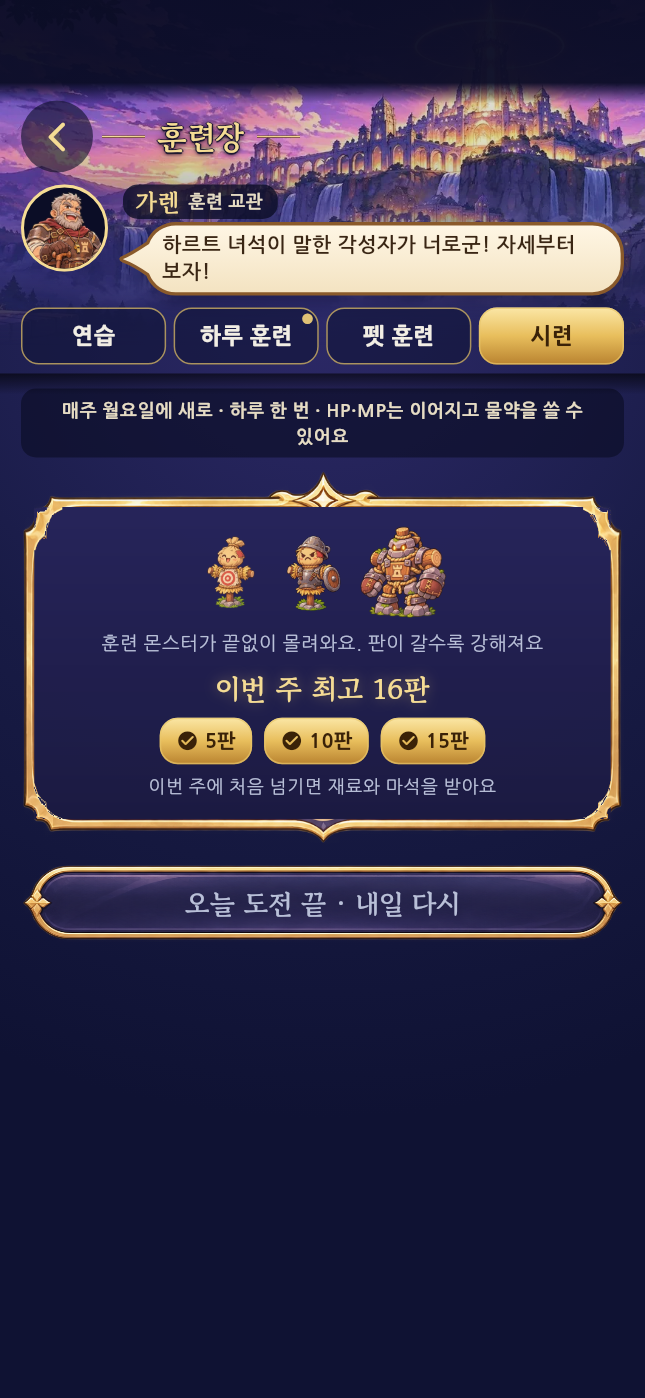 훈련장
가렌 훈련 교관
하르트 녀석이 말한 각성자가 너로군! 자세부터
보자!
연습
하루 훈련
펫 훈련
시련
매주 월요일에 새로 · 하루 한 번 · HP·MP는 이어지고 물약을 쓸 수
있어요
훈련 몬스터가 끝없이 몰려와요. 판이 갈수록 강해져요
이번 주 최고 16판
5판
10판
15판
이번 주에 처음 넘기면 재료와 마석을 받아요
오늘 도전 끝 · 내일 다시